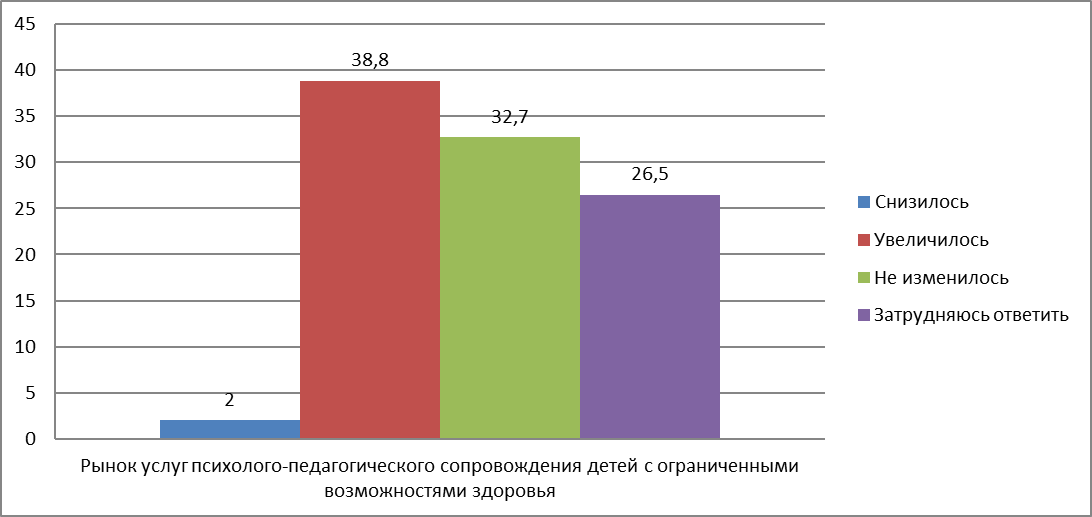 45
40
35
30
25
20
15
10
5
0
2
38,8
32,7
26,5
Снизилось
Увеличилось
Не изменилось
Затрудняюсь ответить
Рынок услуг психолого-педагогического сопровождения детей с ограниченными
возможностями здоровья